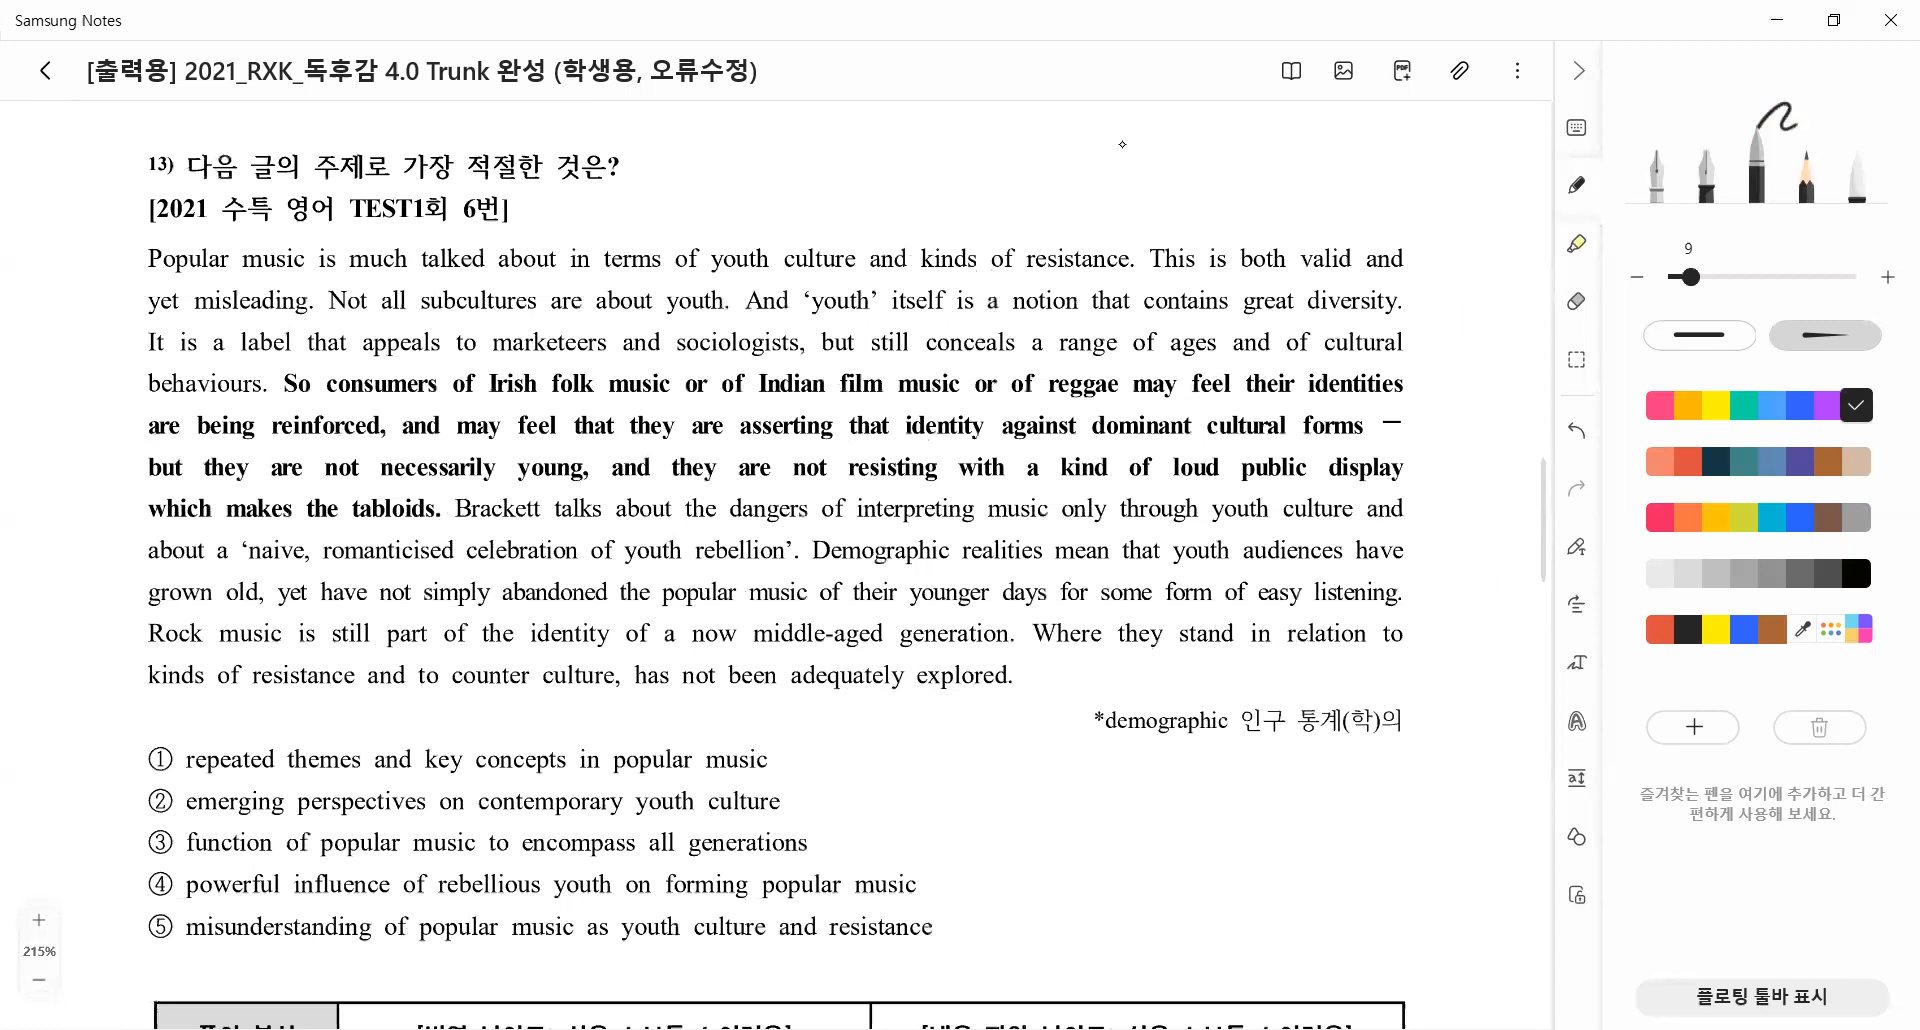 Samsung Notes
[출력용] 2021_RXK_독후감 4.0 Trunk 완성 (학생용, 오류수정)
13) 다음 글의 주제로 가장 적절한 것은?
[2021 수특 영어 TEST1회 6번]
Popular music is much talked about in terms of youth culture and kinds of resistance. This is both valid and
yet misleading. Not all subcultures are about youth. And ‘youth’ itself is a notion that contains great diversity.
It is a label that appeals to marketeers and sociologists, but still conceals a range of ages and of cultural
behaviours. So consumers of Irish folk music or of Indian film music or of reggae may feel their identities
are being reinforced, and may feel that they are asserting that identity against dominant cultural forms ─
but they are not necessarily young, and they are not resisting with a kind of loud public display
which makes the tabloids. Brackett talks about the dangers of interpreting music only through youth culture and
about a ‘naive, romanticised celebration of youth rebellion’. Demographic realities mean that youth audiences have
grown old, yet have not simply abandoned the popular music of their younger days for some form of easy listening.
Rock music is still part of the identity of a now middle-aged generation. Where they stand in relation to
kinds of resistance and to counter culture, has not been adequately explored.
*demographic 인구 통계(학)의
① repeated themes and key concepts in popular music
② emerging perspectives on contemporary youth culture
③ function of popular music to encompass all generations
④ powerful influence of rebellious youth on forming popular music
⑤ misunderstanding of popular music as youth culture and resistance
9
즐겨찾는 펜을 여기에 추가하고 더 간
편하게 사용해 보세요.
215%
플로팅 툴바 표시